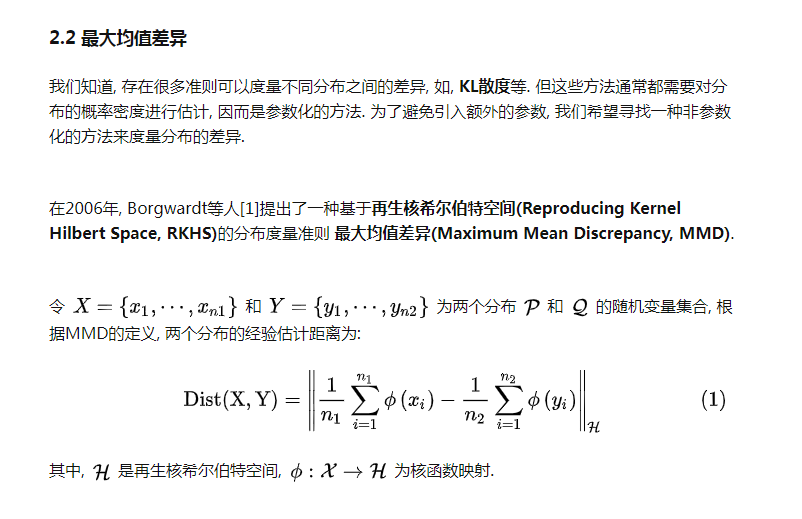 2.2 最大均值差异
我们知道, 存在很多准则可以度量不同分布之间的差异, 如, KL散度等. 但这些方法通常都需要对分
布的概率密度进行估计, 因而是参数化的方法. 为了避免引入额外的参数, 我们希望寻找一种非参数
化的方法来度量分布的差异.
在2006年, Borgwardt等人[1]提出了一种基于再生核希尔伯特空间(Reproducing Kernel
Hilbert Space, RKHS)的分布度量准则 最大均值差异(Maximum Mean Discrepancy, MMD).
令 $X = \{x_1, \cdots, x_{n1}\}$ 和 $Y = \{y_1, \cdots, y_{n2}\}$ 为两个分布 $\mathcal{P}$ 和 $\mathcal{Q}$ 的随机变量集合, 根
据MMD的定义, 两个分布的经验估计距离为:
$\mathrm{Dist}(\mathrm{X}, \mathrm{Y}) = \left\| \frac{1}{n_1} \sum_{i=1}^{n_1} \phi(x_i) - \frac{1}{n_2} \sum_{i=1}^{n_2} \phi(y_i) \right\|_{\mathcal{H}}$ (1)
其中, $\mathcal{H}$ 是再生核希尔伯特空间, $\phi : \mathcal{X} \to \mathcal{H}$ 为核函数映射.